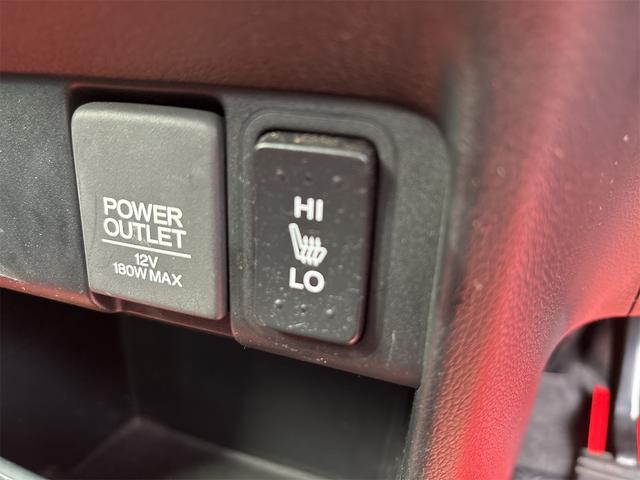 POWER
OUTLET
12V
180W MAX
HI
LO